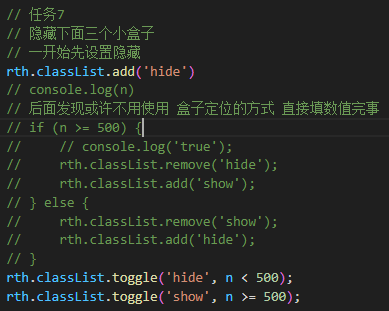 // 任务7
// 隐藏下面三个小盒子
// 一开始先设置隐藏
rth.classList.add('hide')
// console.log(n)
// 后面发现或许不用使用 盒子定位的方式 直接填数值完事
// if (n >= 500) {
//     // console.log('true');
//     rth.classList.remove('hide');
//     rth.classList.add('show');
// } else {
//     rth.classList.remove('show');
//     rth.classList.add('hide');
// }
rth.classList.toggle('hide', n < 500);
rth.classList.toggle('show', n >= 500);